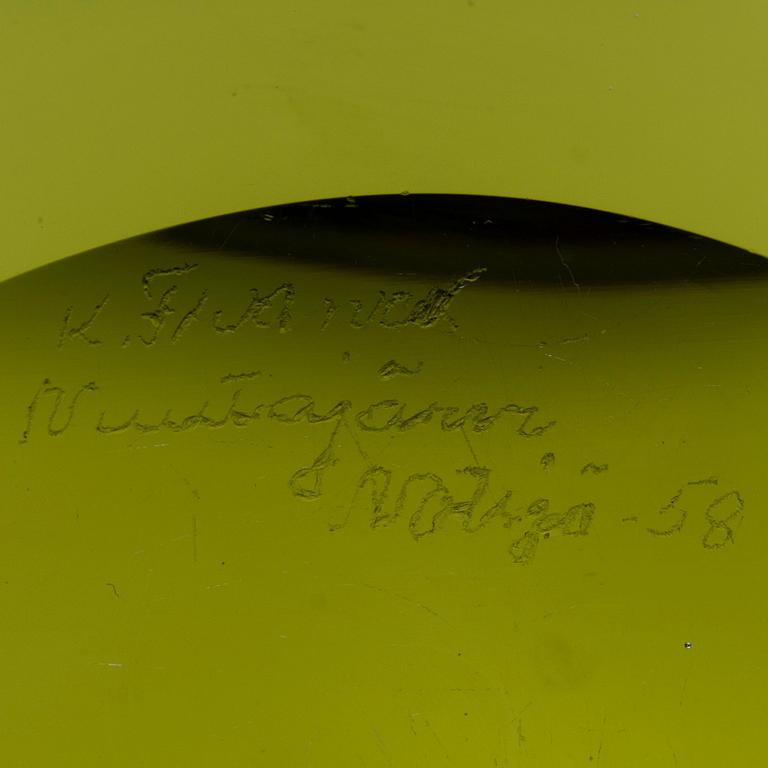 K. Franck
Nuutajärvi
Notsjö -58